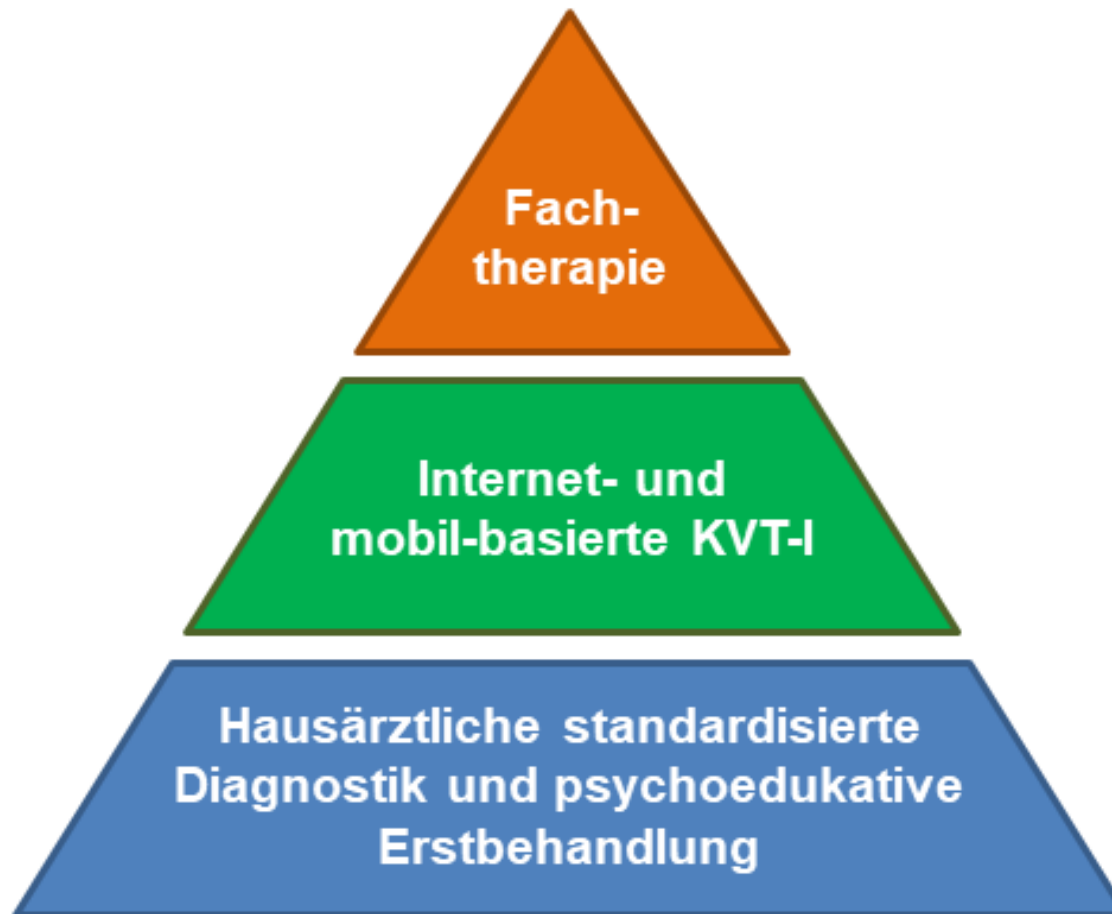 Fach-
therapie
Internet- und
mobil-basierte KVT-I
Hausärztliche standardisierte
Diagnostik und psychoedukative
Erstbehandlung